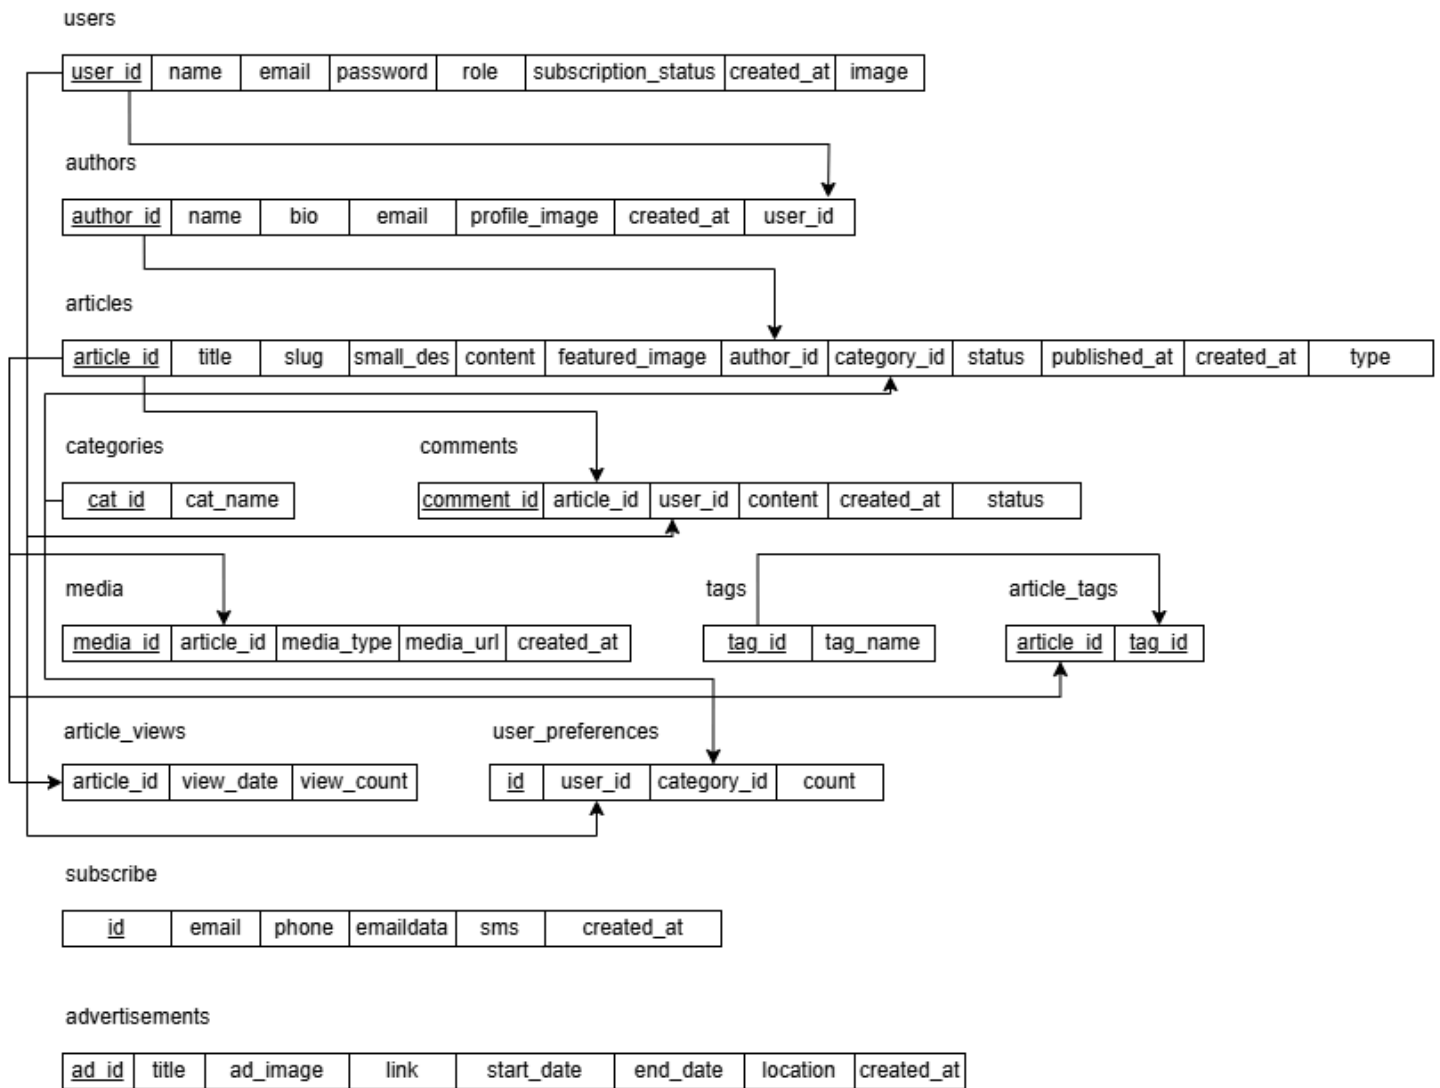 users
user_id name email password role subscription_status created_at image
authors
author_id name bio email profile_image created_at user_id
articles
article_id title slug small_des content featured_image author_id category_id status published_at created_at type
categories comments
cat_id cat_name comment_id article_id user_id content created_at status
media tags article_tags
media_id article_id media_type media_url created_at tag_id tag_name article_id tag_id
article_views user_preferences
article_id view_date view_count id user_id category_id count
subscribe
id email phone emaildata sms created_at
advertisements
ad_id title ad_image link start_date end_date location created_at